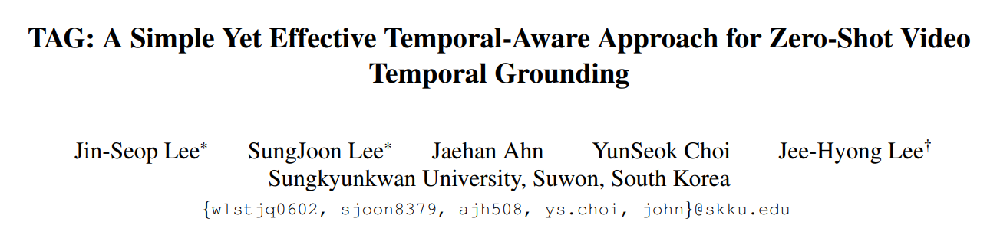 TAG: A Simple Yet Effective Temporal-Aware Approach for Zero-Shot Video
Temporal Grounding
Jin-Seop Lee* SungJoon Lee* Jaehan Ahn YunSeok Choi Jee-Hyong Lee†
Sungkyunkwan University, Suwon, South Korea
{wlstjq0602, sjoon8379, ajh508, ys.choi, john}@skku.edu